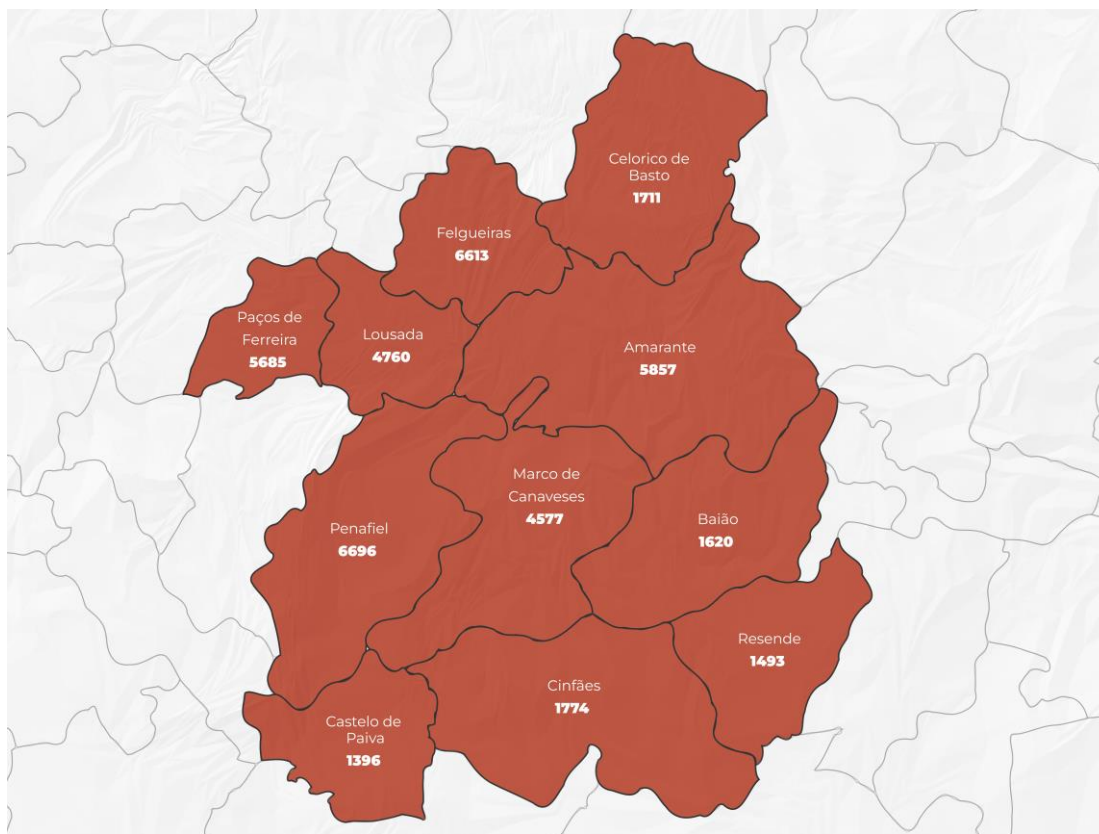 Celorico de
Basto
1711
Felgueiras
6613
Paços de
Ferreira
5685
Lousada
4760
Amarante
5857
Marco de
Canaveses
4577
Penafiel
6696
Baião
1620
Resende
1493
Cinfães
1774
Castelo de
Paiva
1396